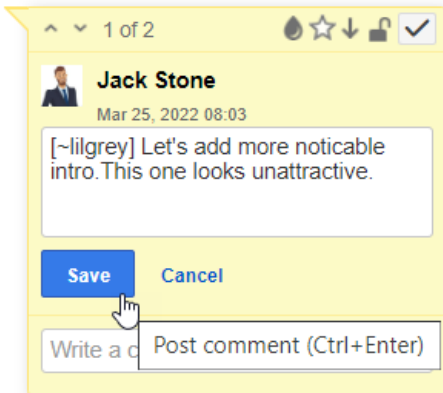 1 of 2
Jack Stone
Mar 25, 2022 08:03
[~lilgrey] Let's add more noticable
intro.This one looks unattractive.
Save Cancel
Write a c
Post comment (Ctrl+Enter)